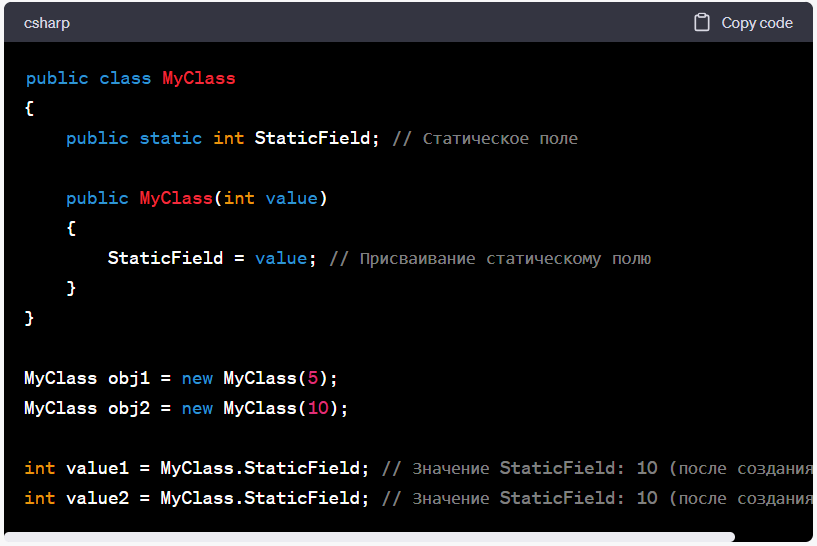 csharp
Copy code
public class MyClass
{
    public static int StaticField; // Статическое поле
    public MyClass(int value)
    {
        StaticField = value; // Присваивание статическому полю
    }
}
MyClass obj1 = new MyClass(5);
MyClass obj2 = new MyClass(10);
int value1 = MyClass.StaticField; // Значение StaticField: 10 (после создания
int value2 = MyClass.StaticField; // Значение StaticField: 10 (после создания